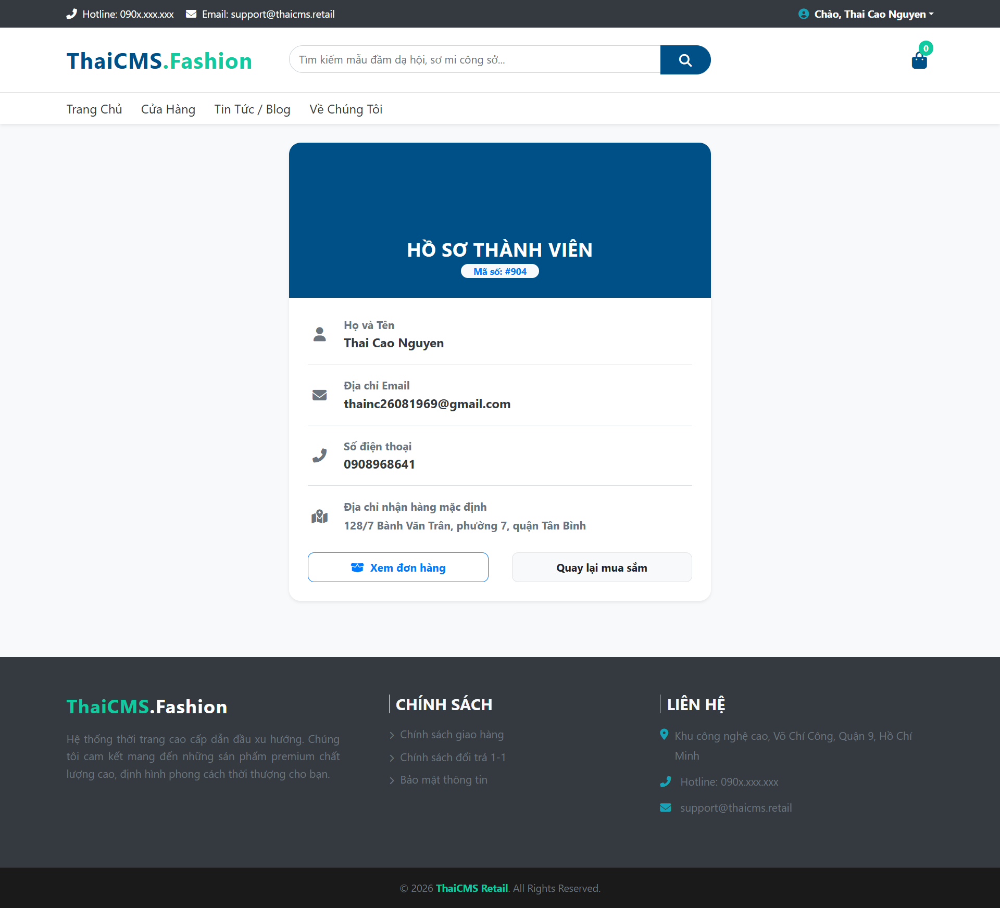 Hotline: 090x.xxx.xxx Email: support@thaicms.retail Chào, Thai Cao Nguyen
ThaiCMS.Fashion
Tìm kiếm mẫu đầm dạ hội, sơ mi công sở...
0
Trang Chủ Cửa Hàng Tin Tức / Blog Về Chúng Tôi
HỒ SƠ THÀNH VIÊN
Mã số: #904
Họ và Tên
Thai Cao Nguyen
Địa chỉ Email
thainc26081969@gmail.com
Số điện thoại
0908968641
Địa chỉ nhận hàng mặc định
128/7 Bành Văn Trân, phường 7, quận Tân Bình
Xem đơn hàng
Quay lại mua sắm
ThaiCMS.Fashion
Hệ thống thời trang cao cấp dẫn đầu xu hướng. Chúng
tôi cam kết mang đến những sản phẩm premium chất
lượng cao, định hình phong cách thời thượng cho bạn.
CHÍNH SÁCH
Chính sách giao hàng
Chính sách đổi trả 1-1
Bảo mật thông tin
LIÊN HỆ
Khu công nghệ cao, Võ Chí Công, Quận 9, Hồ Chí
Minh
Hotline: 090x.xxx.xxx
support@thaicms.retail
© 2026 ThaiCMS Retail. All Rights Reserved.